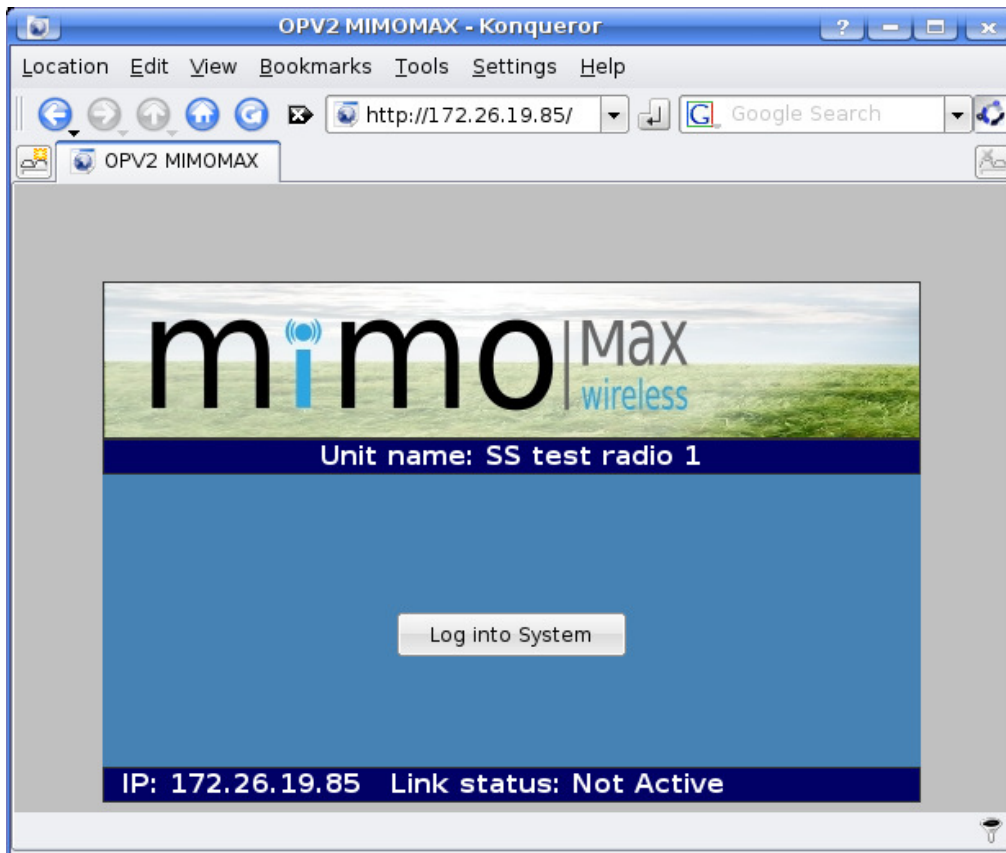 OPV2 MIMOMAX - Konqueror
Location Edit View Bookmarks Tools Settings Help
http://172.26.19.85/ G Google Search
OPV2 MIMOMAX
mimo Max
wireless
Unit name: SS test radio 1
Log into System
IP: 172.26.19.85 Link status: Not Active